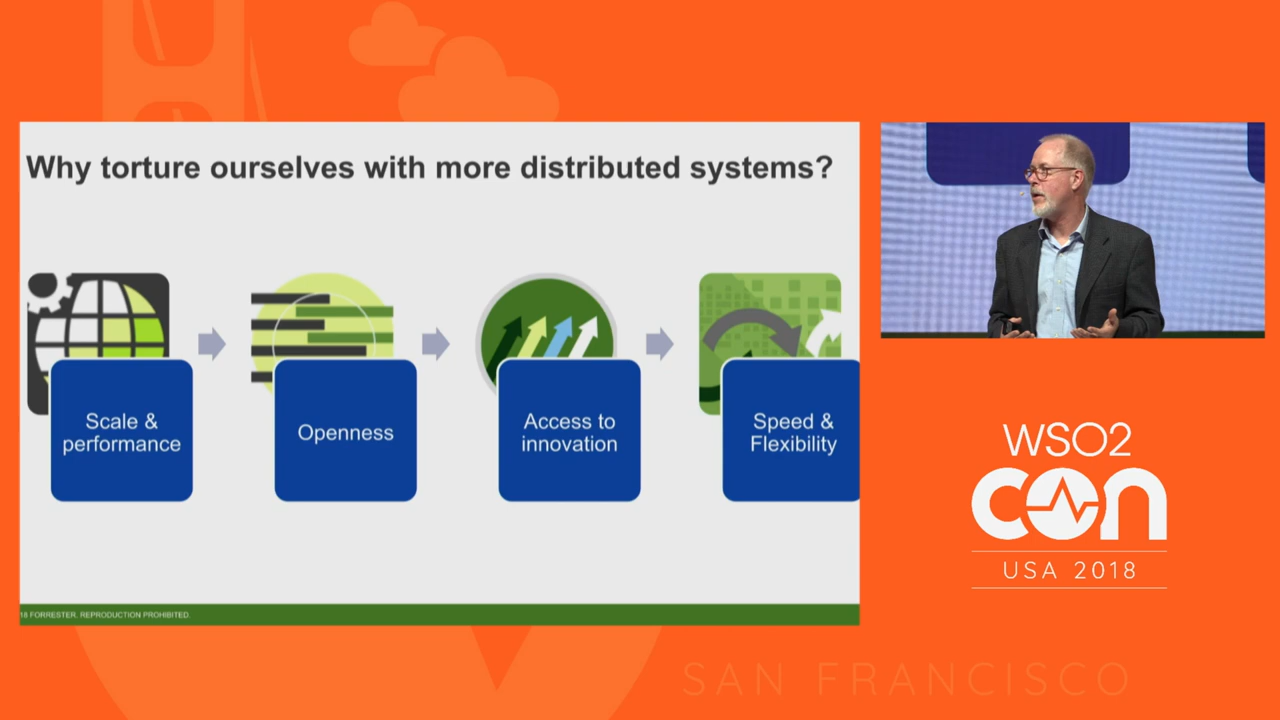 Why torture ourselves with more distributed systems?
Scale &
performance
Openness
Access to
innovation
Speed &
Flexibility
18 FORRESTER. REPRODUCTION PROHIBITED.
WSO2
con
USA 2018
SAN FRANCISCO